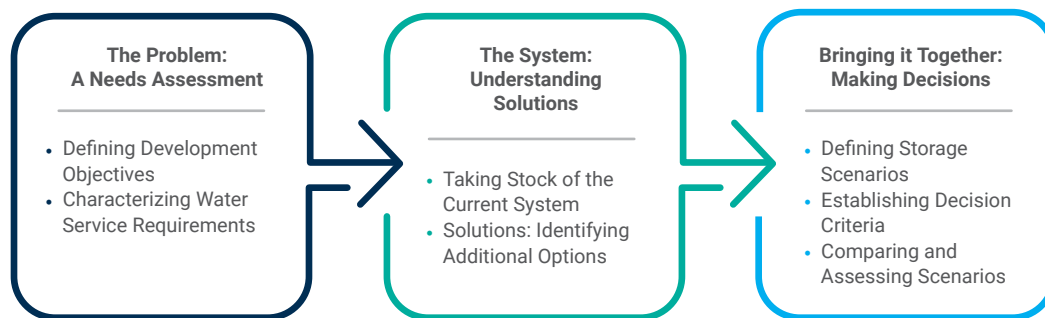 The Problem:
A Needs Assessment
• Defining Development
Objectives
• Characterizing Water
Service Requirements
The System:
Understanding
Solutions
• Taking Stock of the
Current System
• Solutions: Identifying
Additional Options
Bringing it Together:
Making Decisions
• Defining Storage
Scenarios
• Establishing Decision
Criteria
• Comparing and
Assessing Scenarios